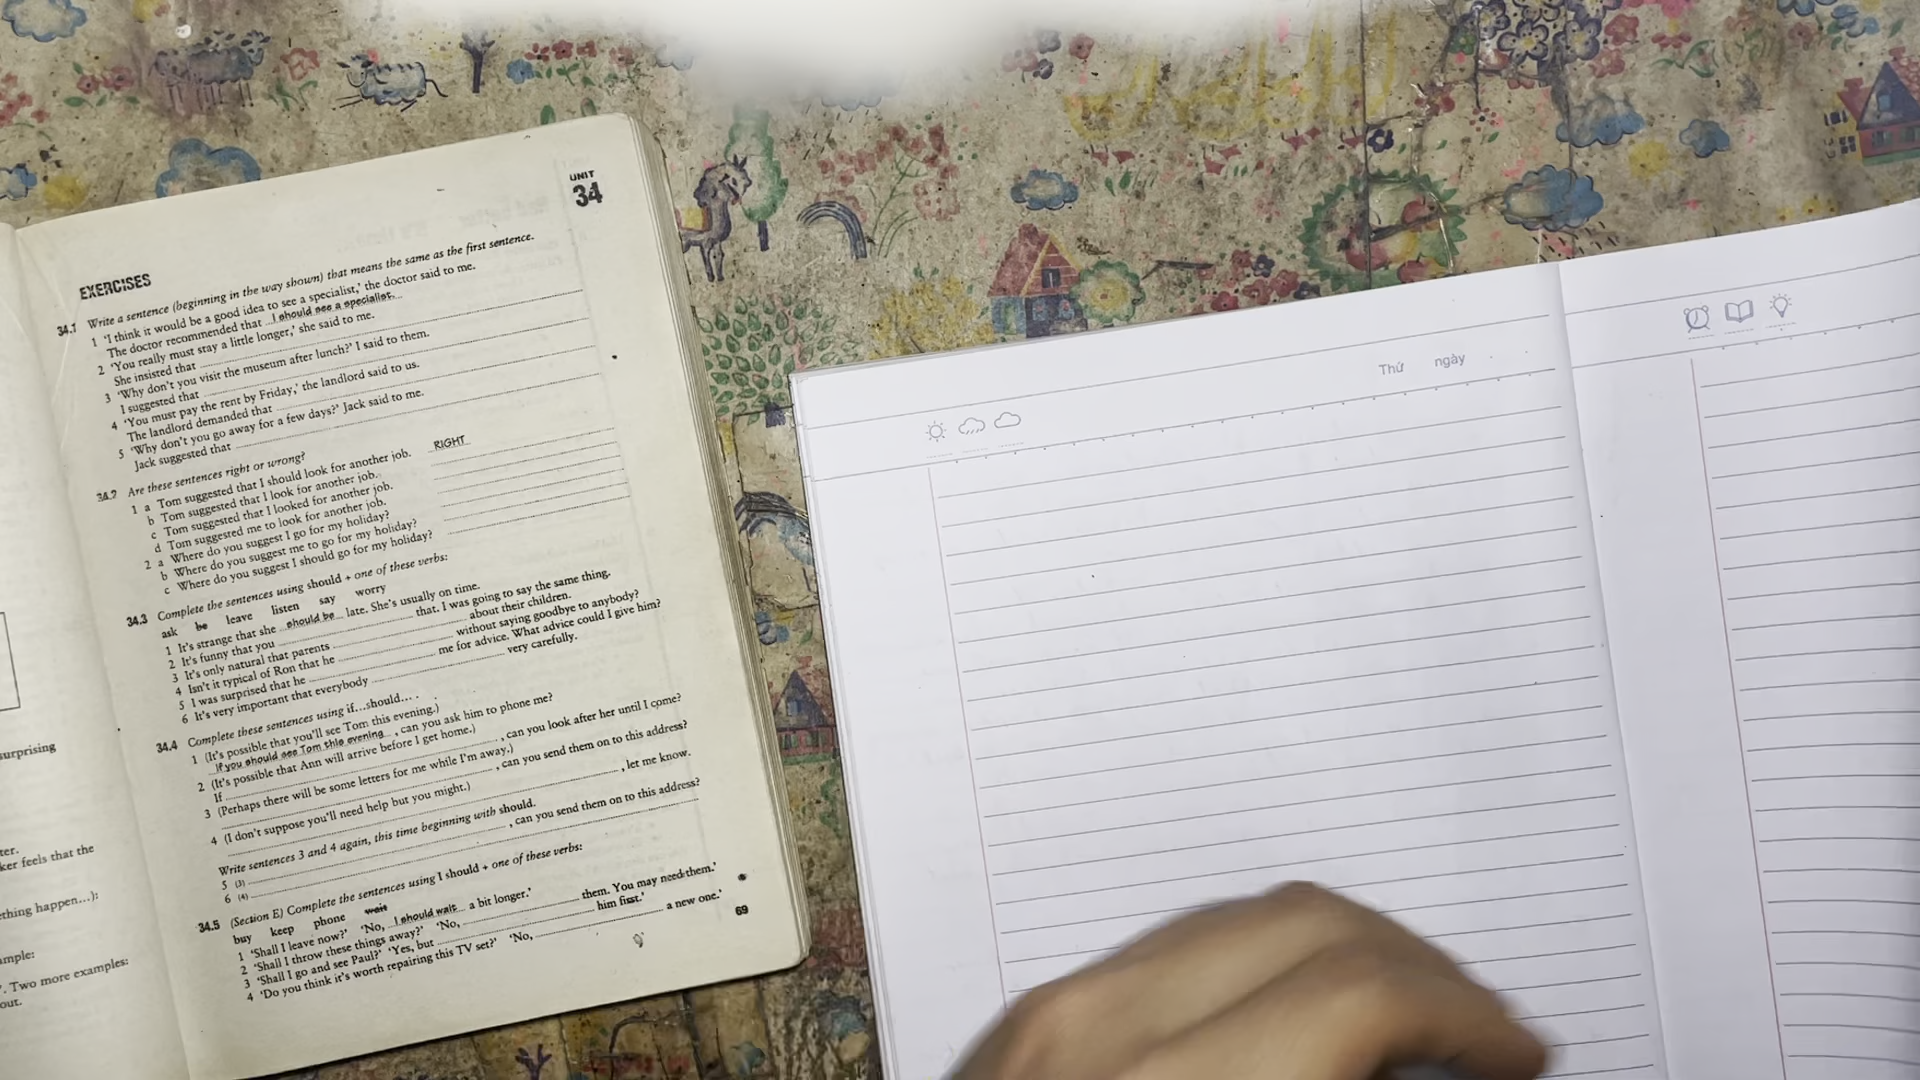 surprising
ter.
ker feels that the
thing happen...):
ample:
. Two more examples:
out.
UNIT
34
EXERCISES
34.1 Write a sentence (beginning in the way shown) that means the same as the first sentence.
1 'I think it would be a good idea to see a specialist,' the doctor said to me.
The doctor recommended that I should see a specialist.
2 'You really must stay a little longer,' she said to me.
She insisted that
3 'Why don't you visit the museum after lunch?' I said to them.
I suggested that
4 'You must pay the rent by Friday,' the landlord said to us.
The landlord demanded that
5 'Why don't you go away for a few days?' Jack said to me.
Jack suggested that
34.2 Are these sentences right or wrong?
1 a Tom suggested that I should look for another job. RIGHT
b Tom suggested that I look for another job.
c Tom suggested that I looked for another job.
d Tom suggested me to look for another job.
2 a Where do you suggest I go for my holiday?
b Where do you suggest me to go for my holiday?
c Where do you suggest I should go for my holiday?
34.3 Complete the sentences using should + one of these verbs:
ask be leave listen say worry
1 It's strange that she should be late. She's usually on time.
2 It's funny that you that. I was going to say the same thing.
3 It's only natural that parents about their children.
4 Isn't it typical of Ron that he without saying goodbye to anybody?
5 I was surprised that he me for advice. What advice could I give him?
6 It's very important that everybody very carefully.
34.4 Complete these sentences using if...should....
1 (It's possible that you'll see Tom this evening.)
If you should see Tom this evening , can you ask him to phone me?
2 (It's possible that Ann will arrive before I get home.)
If , can you look after her until I come?
3 (Perhaps there will be some letters for me while I'm away.)
, can you send them on to this address?
4 (I don't suppose you'll need help but you might.)
, let me know.
Write sentences 3 and 4 again, this time beginning with should.
5 (3) , can you send them on to this address?
6 (4)
34.5 (Section E) Complete the sentences using I should + one of these verbs:
buy keep phone wait
1 'Shall I leave now?' 'No, I should wait a bit longer.'
2 'Shall I throw these things away?' 'No, them. You may need them.'
3 'Shall I go and see Paul?' 'Yes, but him first.'
4 'Do you think it's worth repairing this TV set?' 'No, a new one.'
69
Thứ ngày